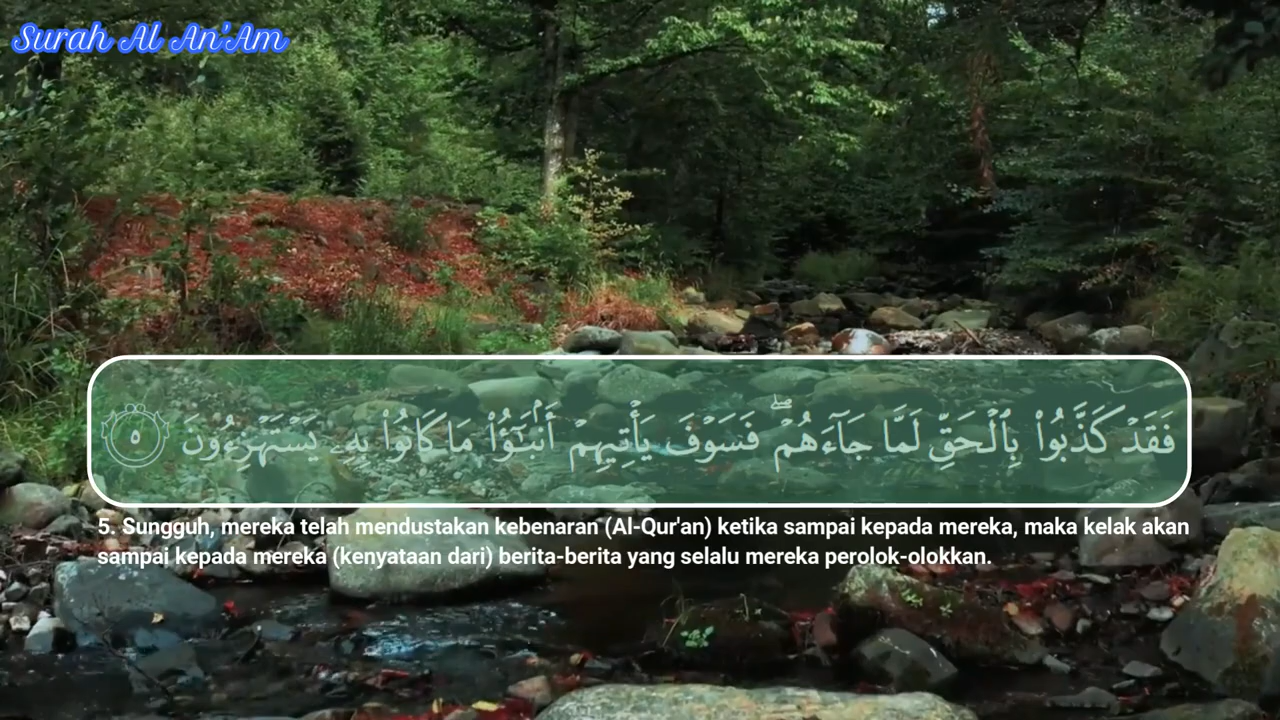 Surah Al An'Am
فَقَدْ كَذَّبُوا۟ بِٱلْحَقِّ لَمَّا جَآءَهُمْ ۖ فَسَوْفَ يَأْتِيهِمْ أَنۢبَـٰٓؤُا۟ مَا كَانُوا۟ بِهِۦ يَسْتَهْزِءُونَ ٥
5. Sungguh, mereka telah mendustakan kebenaran (Al-Qur'an) ketika sampai kepada mereka, maka kelak akan
sampai kepada mereka (kenyataan dari) berita-berita yang selalu mereka perolok-olokkan.